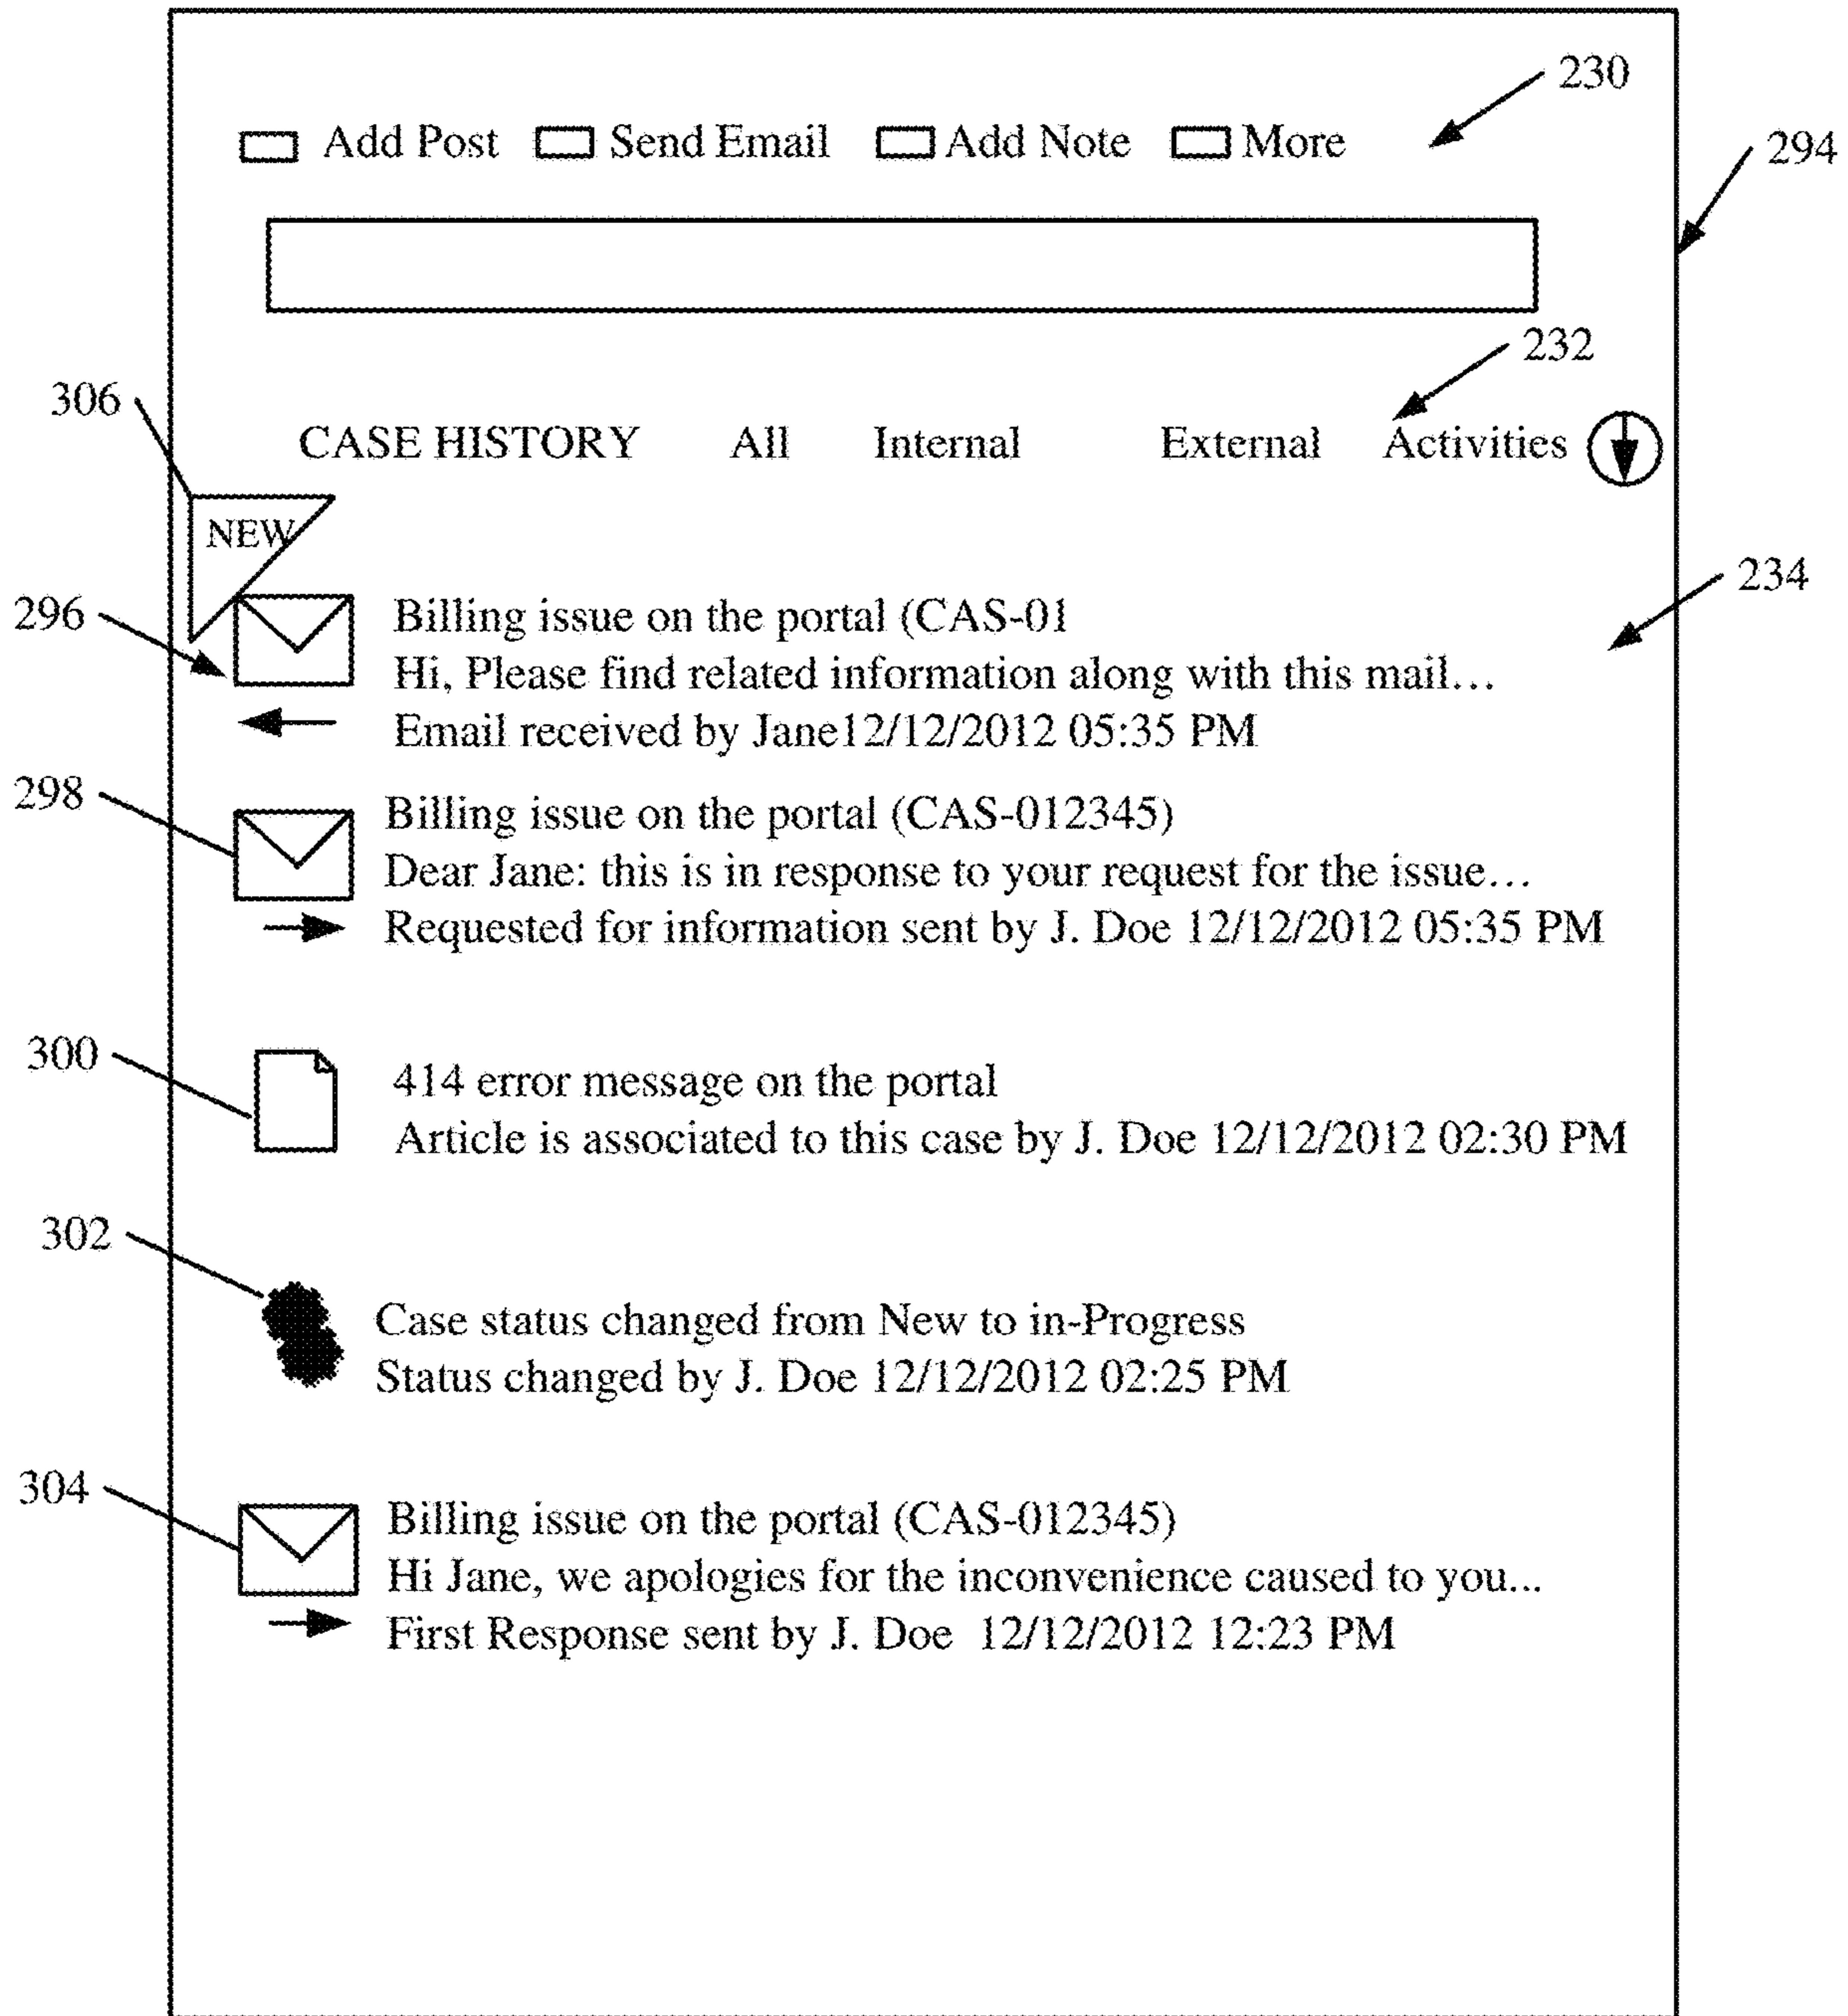 230
Add Post Send Email Add Note More
294
232
306
CASE HISTORY All Internal External Activities
NEW
234
296
Billing issue on the portal (CAS-01
Hi, Please find related information along with this mail...
Email received by Jane12/12/2012 05:35 PM
298
Billing issue on the portal (CAS-012345)
Dear Jane: this is in response to your request for the issue...
Requested for information sent by J. Doe 12/12/2012 05:35 PM
300
414 error message on the portal
Article is associated to this case by J. Doe 12/12/2012 02:30 PM
302
Case status changed from New to in-Progress
Status changed by J. Doe 12/12/2012 02:25 PM
304
Billing issue on the portal (CAS-012345)
Hi Jane, we apologies for the inconvenience caused to you...
First Response sent by J. Doe 12/12/2012 12:23 PM